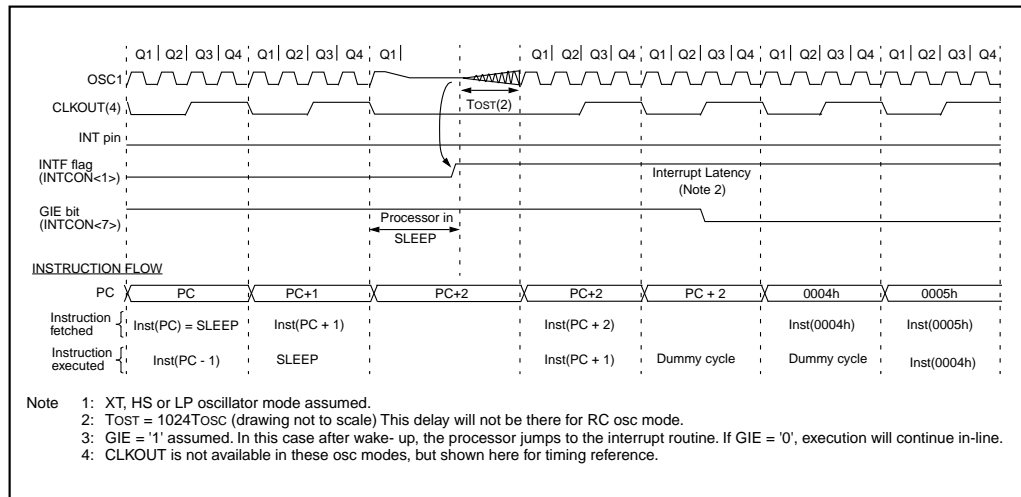 Q1 Q2 Q3 Q4 Q1 Q2 Q3 Q4 Q1 Q1 Q2 Q3 Q4 Q1 Q2 Q3 Q4 Q1 Q2 Q3 Q4 Q1 Q2 Q3 Q4
OSC1
TOST(2)
CLKOUT(4)
INT pin
INTF flag
(INTCON<1>)
Interrupt Latency
(Note 2)
GIE bit
(INTCON<7>)
Processor in
SLEEP
INSTRUCTION FLOW
PC PC PC+1 PC+2 PC+2 PC + 2 0004h 0005h
Instruction
fetched
Inst(PC) = SLEEP Inst(PC + 1) Inst(PC + 2) Inst(0004h) Inst(0005h)
Instruction
executed
Inst(PC - 1) SLEEP Inst(PC + 1) Dummy cycle Dummy cycle Inst(0004h)
Note 1: XT, HS or LP oscillator mode assumed.
2: TOST = 1024TOSC (drawing not to scale) This delay will not be there for RC osc mode.
3: GIE = '1' assumed. In this case after wake- up, the processor jumps to the interrupt routine. If GIE = '0', execution will continue in-line.
4: CLKOUT is not available in these osc modes, but shown here for timing reference.